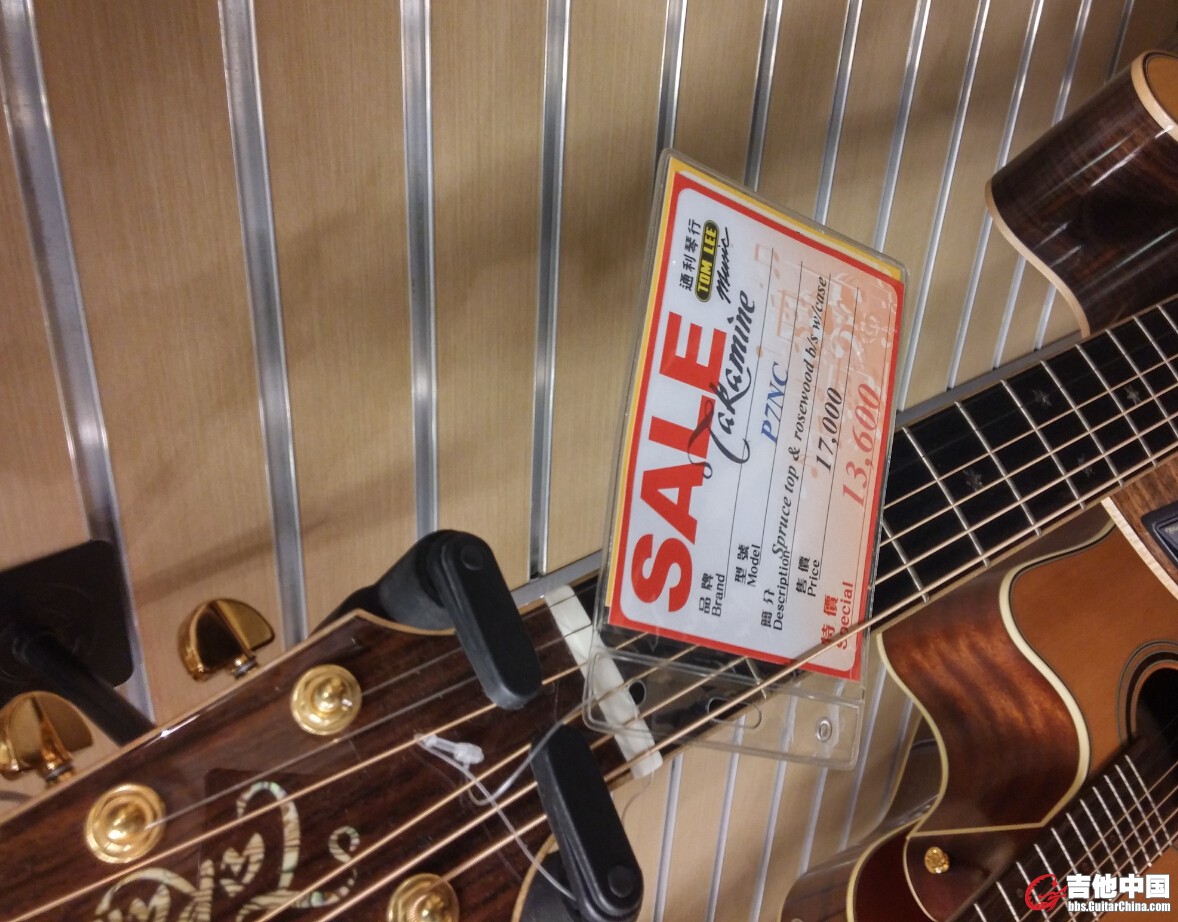 SALE
通利琴行
TOM LEE
Music
品牌
Brand
Takamine
型號
Model
P7NC
簡介
Description
Spruce top & rosewood b/s w/case
售價
Price
17,000
特價
Special
13,600
吉他中国
bbs.GuitarChina.com